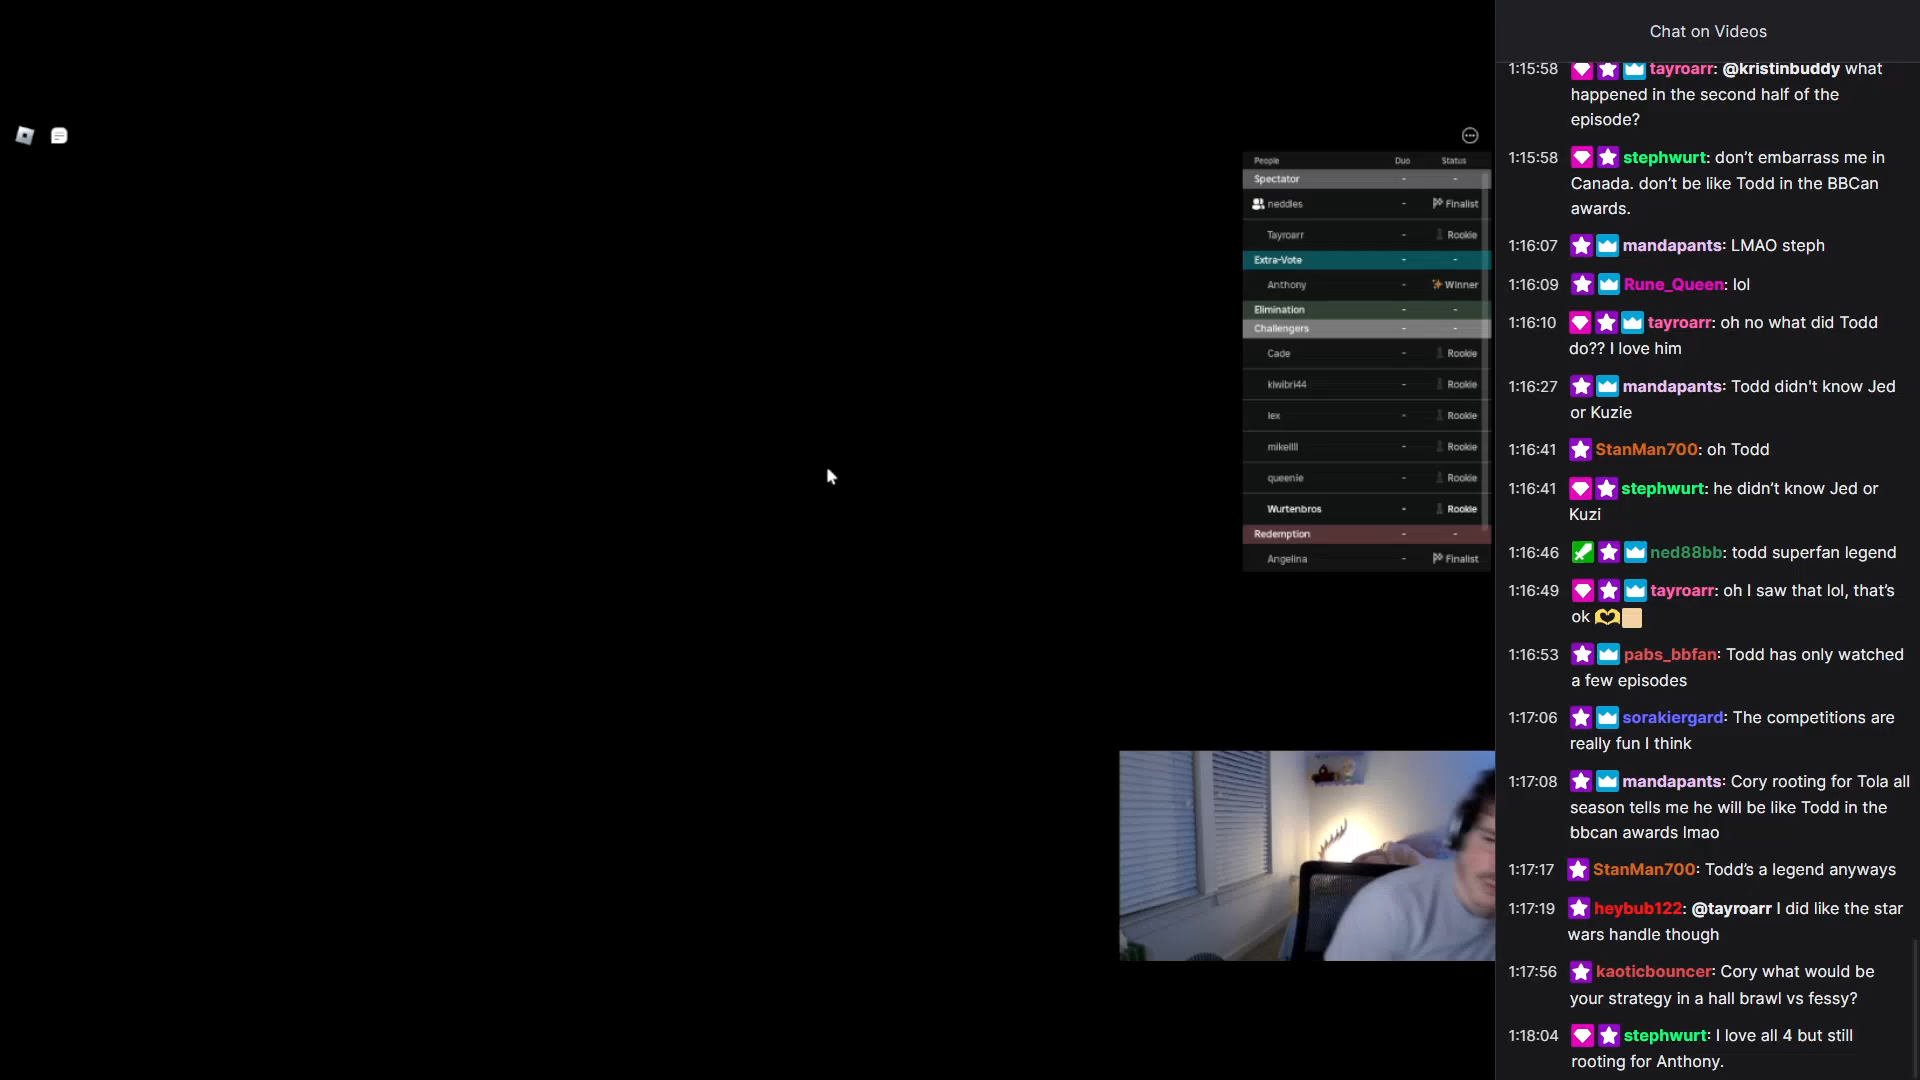 People Duo Status
Spectator - -
neddles - Finalist
Tayroarr - Rookie
Extra-Vote - -
Anthony - Winner
Elimination - -
Challengers - -
Cade - Rookie
kiwibri44 - Rookie
lex - Rookie
mikellll - Rookie
queenie - Rookie
Wurtenbros - Rookie
Redemption - -
Angelina - Finalist
Chat on Videos
1:15:58 tayroarr: @kristinbuddy what
happened in the second half of the
episode?
1:15:58 stephwurt: don’t embarrass me in
Canada. don’t be like Todd in the BBCan
awards.
1:16:07 mandapants: LMAO steph
1:16:09 Rune_Queen: lol
1:16:10 tayroarr: oh no what did Todd
do?? I love him
1:16:27 mandapants: Todd didn't know Jed
or Kuzie
1:16:41 StanMan700: oh Todd
1:16:41 stephwurt: he didn’t know Jed or
Kuzi
1:16:46 ned88bb: todd superfan legend
1:16:49 tayroarr: oh I saw that lol, that’s
ok
1:16:53 pabs_bbfan: Todd has only watched
a few episodes
1:17:06 sorakiergard: The competitions are
really fun I think
1:17:08 mandapants: Cory rooting for Tola all
season tells me he will be like Todd in the
bbcan awards lmao
1:17:17 StanMan700: Todd’s a legend anyways
1:17:19 heybub122: @tayroarr I did like the star
wars handle though
1:17:56 kaoticbouncer: Cory what would be
your strategy in a hall brawl vs fessy?
1:18:04 stephwurt: I love all 4 but still
rooting for Anthony.